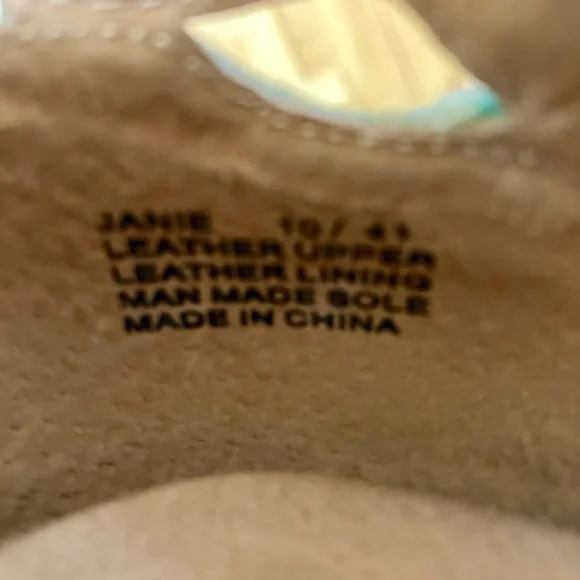 JANIE 10/ 41
LEATHER UPPER
LEATHER LINING
MAN MADE SOLE
MADE IN CHINA